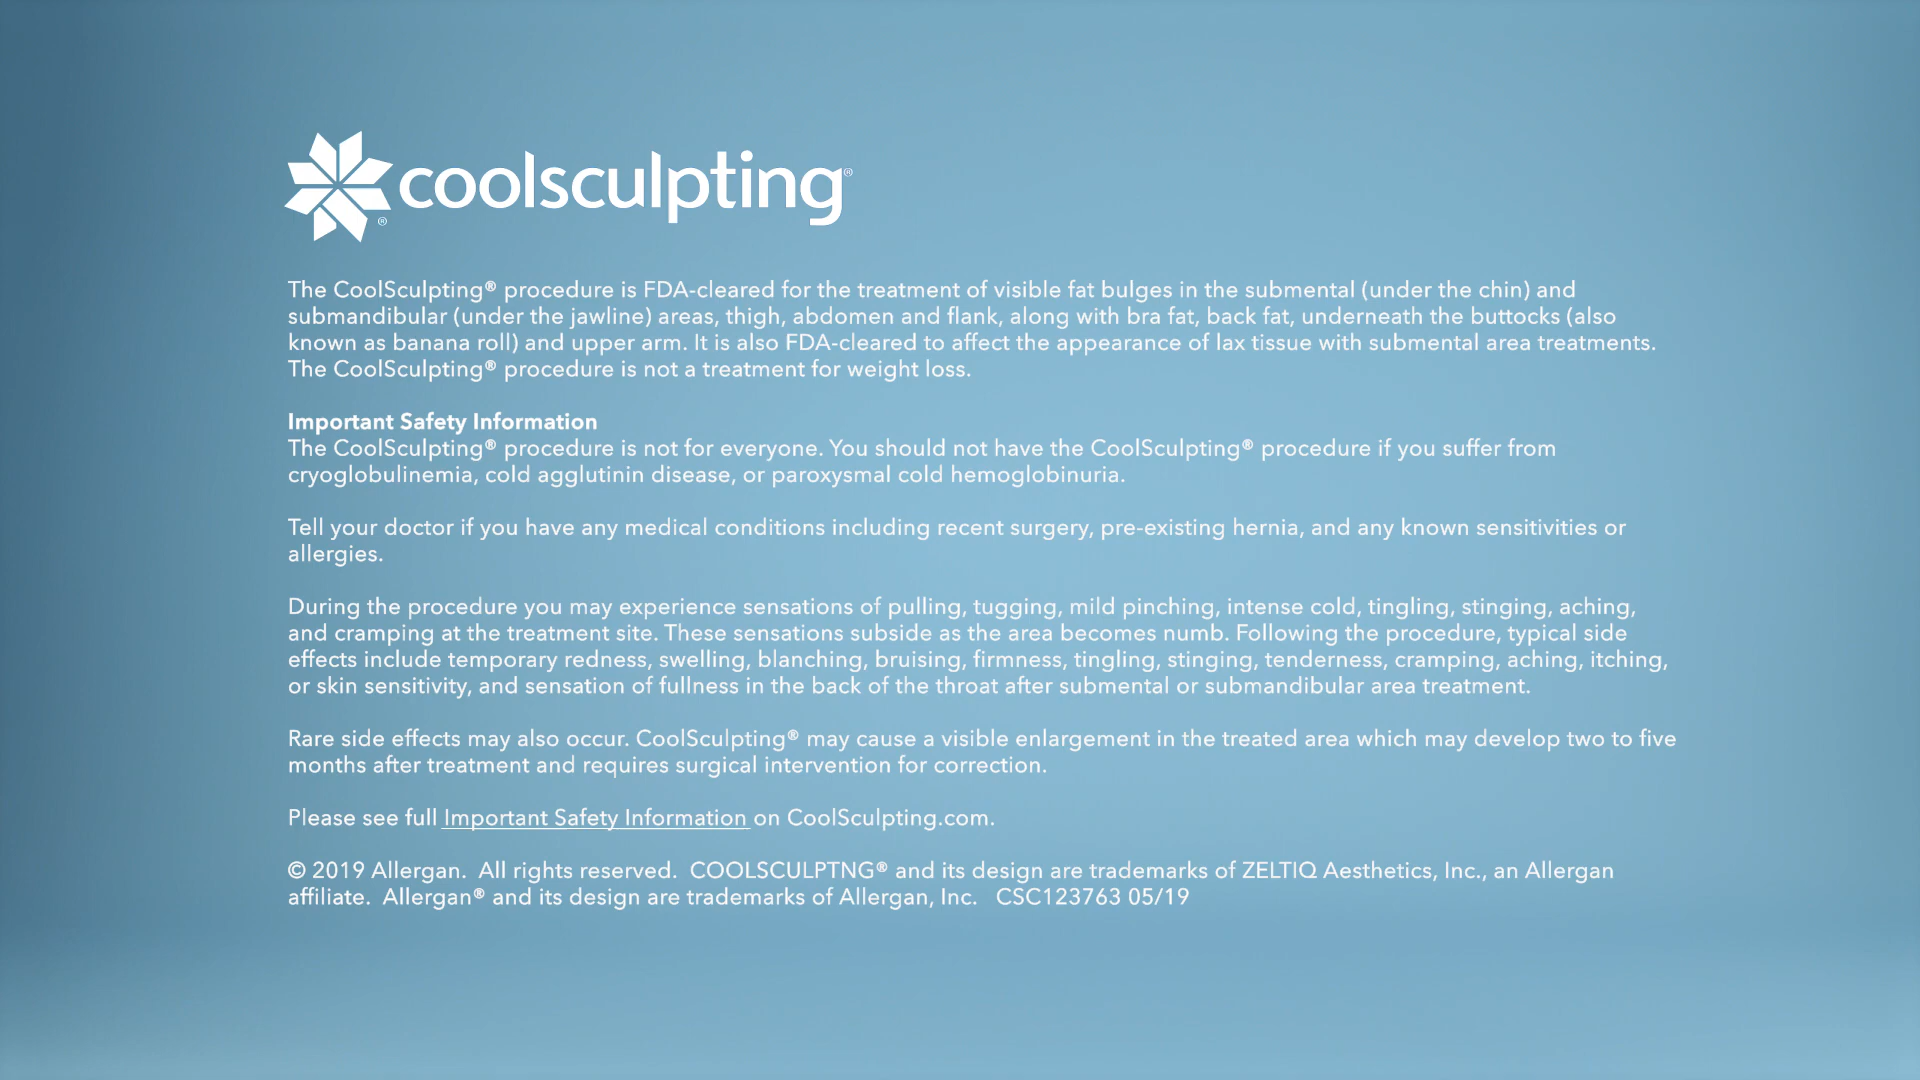 coolsculpting®
®
The CoolSculpting® procedure is FDA-cleared for the treatment of visible fat bulges in the submental (under the chin) and
submandibular (under the jawline) areas, thigh, abdomen and flank, along with bra fat, back fat, underneath the buttocks (also
known as banana roll) and upper arm. It is also FDA-cleared to affect the appearance of lax tissue with submental area treatments.
The CoolSculpting® procedure is not a treatment for weight loss.
Important Safety Information
The CoolSculpting® procedure is not for everyone. You should not have the CoolSculpting® procedure if you suffer from
cryoglobulinemia, cold agglutinin disease, or paroxysmal cold hemoglobinuria.
Tell your doctor if you have any medical conditions including recent surgery, pre-existing hernia, and any known sensitivities or
allergies.
During the procedure you may experience sensations of pulling, tugging, mild pinching, intense cold, tingling, stinging, aching,
and cramping at the treatment site. These sensations subside as the area becomes numb. Following the procedure, typical side
effects include temporary redness, swelling, blanching, bruising, firmness, tingling, stinging, tenderness, cramping, aching, itching,
or skin sensitivity, and sensation of fullness in the back of the throat after submental or submandibular area treatment.
Rare side effects may also occur. CoolSculpting® may cause a visible enlargement in the treated area which may develop two to five
months after treatment and requires surgical intervention for correction.
Please see full Important Safety Information on CoolSculpting.com.
© 2019 Allergan. All rights reserved. COOLSCULPTNG® and its design are trademarks of ZELTIQ Aesthetics, Inc., an Allergan
affiliate. Allergan® and its design are trademarks of Allergan, Inc. CSC123763 05/19